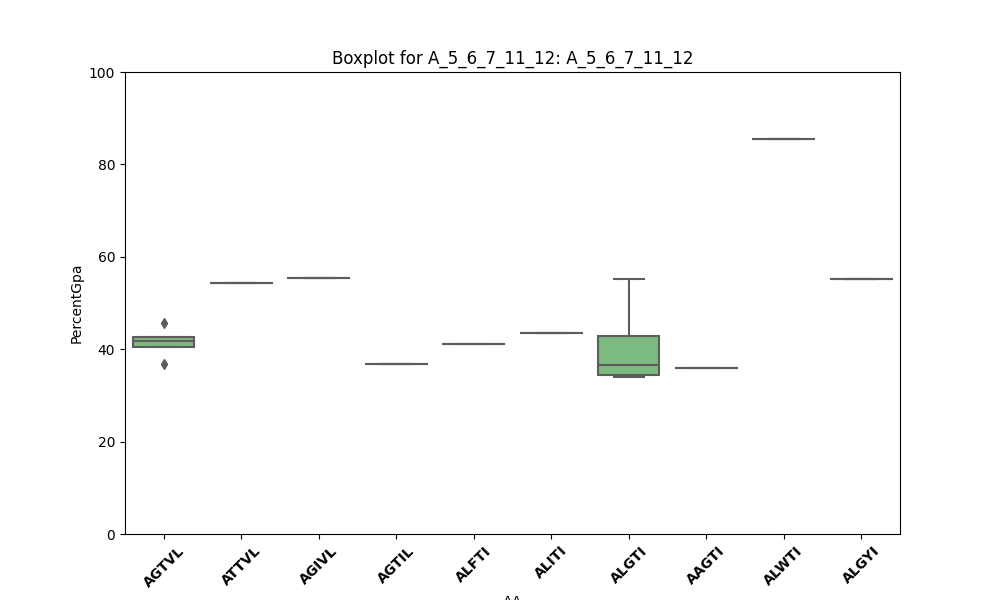 Boxplot for A_5_6_7_11_12: A_5_6_7_11_12
100
80
60
40
20
0
PercentGpa
AGTVL
ATTVL
AGIVL
AGTIL
ALFTI
ALITI
ALGTI
AAGTI
ALWTI
ALGYI
AA